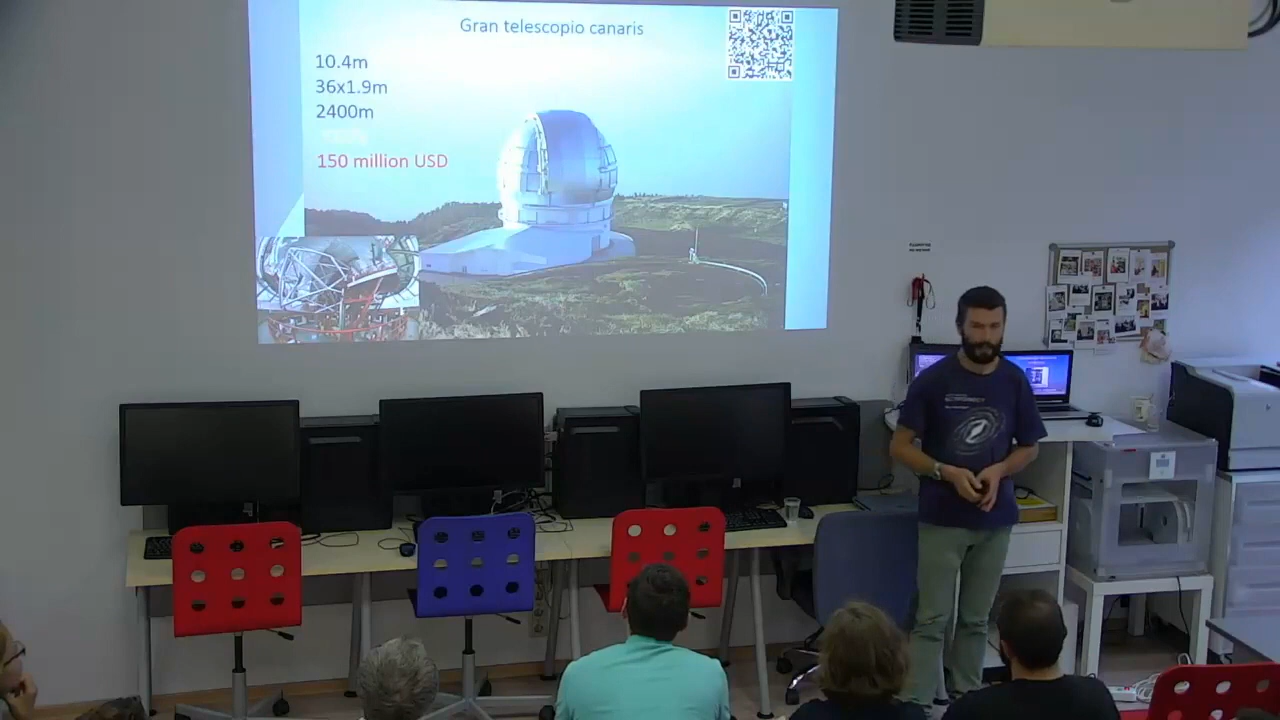 Gran telescopio canaris
10.4m
36x1.9m
2400m
150 million USD